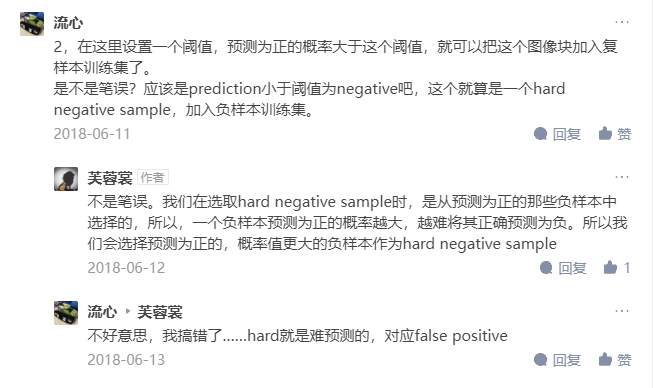 流心
2，在这里设置一个阈值，预测为正的概率大于这个阈值，就可以把这个图像块加入复
样本训练集了。
是不是笔误？应该是prediction小于阈值为negative吧，这个就算是一个hard
negative sample，加入负样本训练集。
2018-06-11 回复 赞
芙蓉裳 作者
不是笔误。我们在选取hard negative sample时，是从预测为正的那些负样本中
选择的，所以，一个负样本预测为正的概率越大，越难将其正确预测为负。所以我
们会选择预测为正的，概率值更大的负样本作为hard negative sample
2018-06-12 回复 1
流心 芙蓉裳
不好意思，我搞错了......hard就是难预测的，对应false positive
2018-06-13 回复 赞